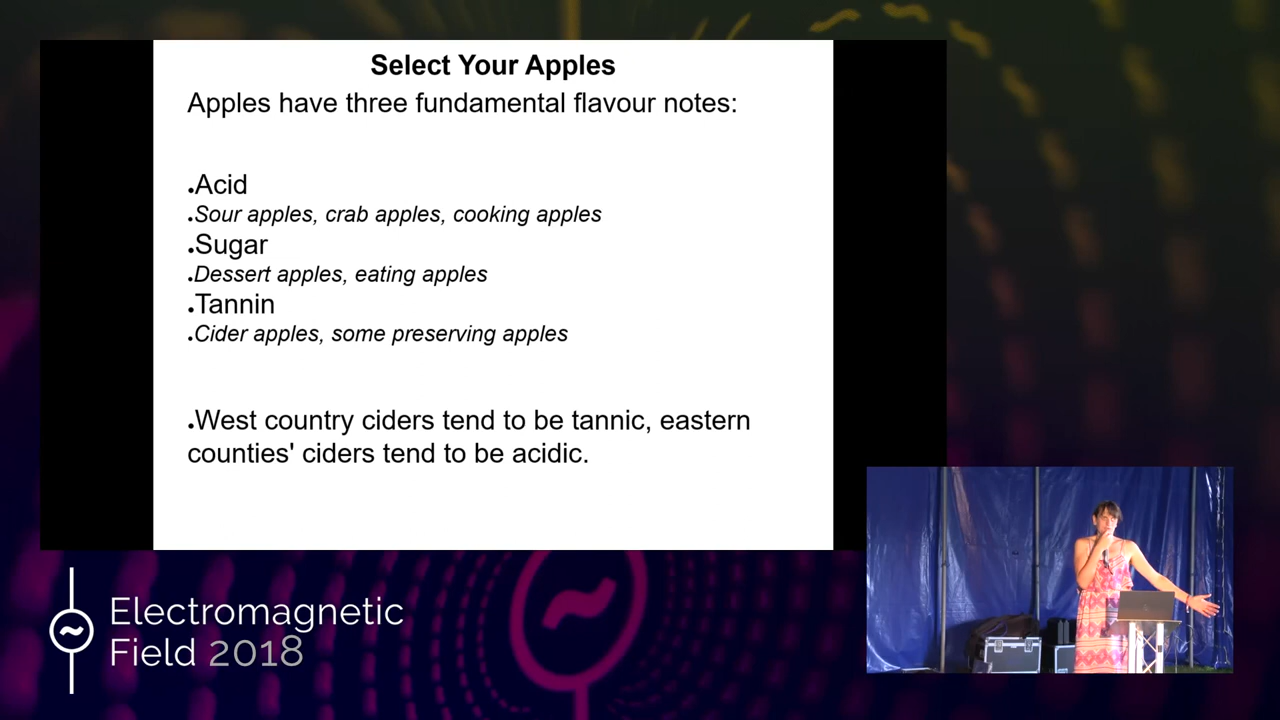 Select Your Apples
Apples have three fundamental flavour notes:
●Acid
●Sour apples, crab apples, cooking apples
●Sugar
●Dessert apples, eating apples
●Tannin
●Cider apples, some preserving apples
●West country ciders tend to be tannic, eastern
counties' ciders tend to be acidic.
Electromagnetic
Field 2018